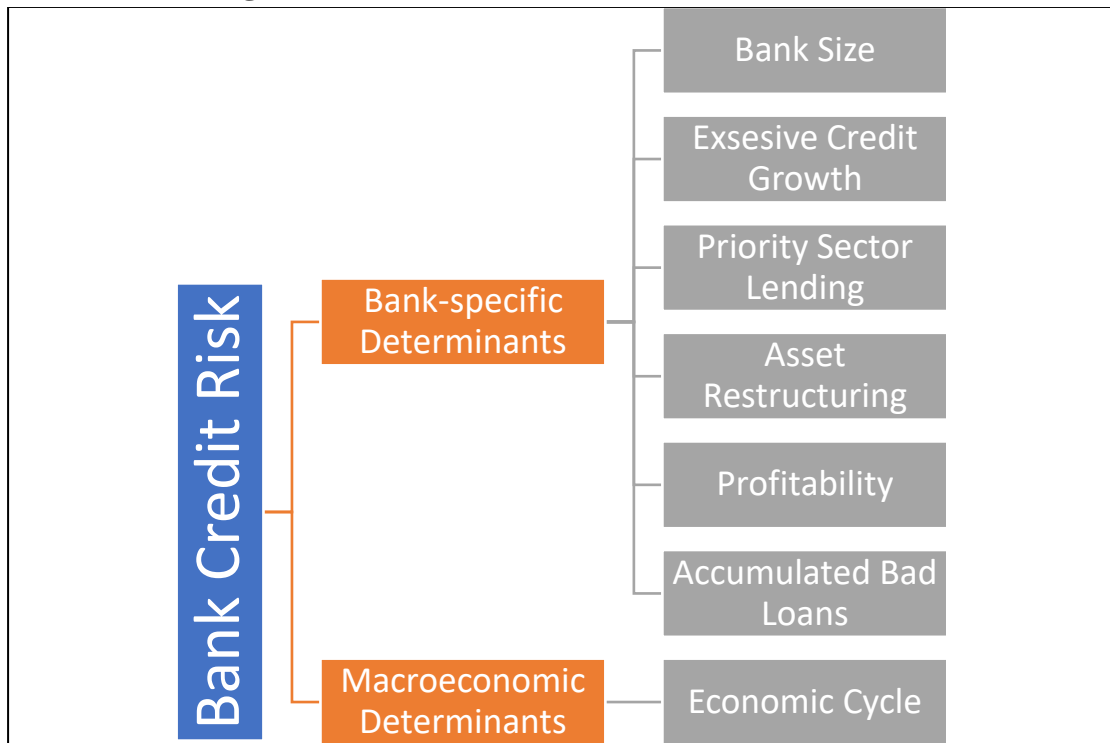 Bank Credit Risk
Bank-specific
Determinants
Bank Size
Exsesive Credit
Growth
Priority Sector
Lending
Asset
Restructuring
Profitability
Accumulated Bad
Loans
Macroeconomic
Determinants
Economic Cycle